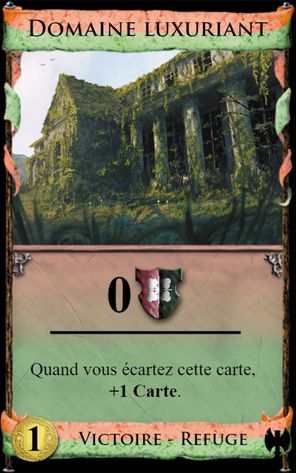 Domaine luxuriant
0
Quand vous écartez cette carte,
+1 Carte.
1 Victoire - Refuge